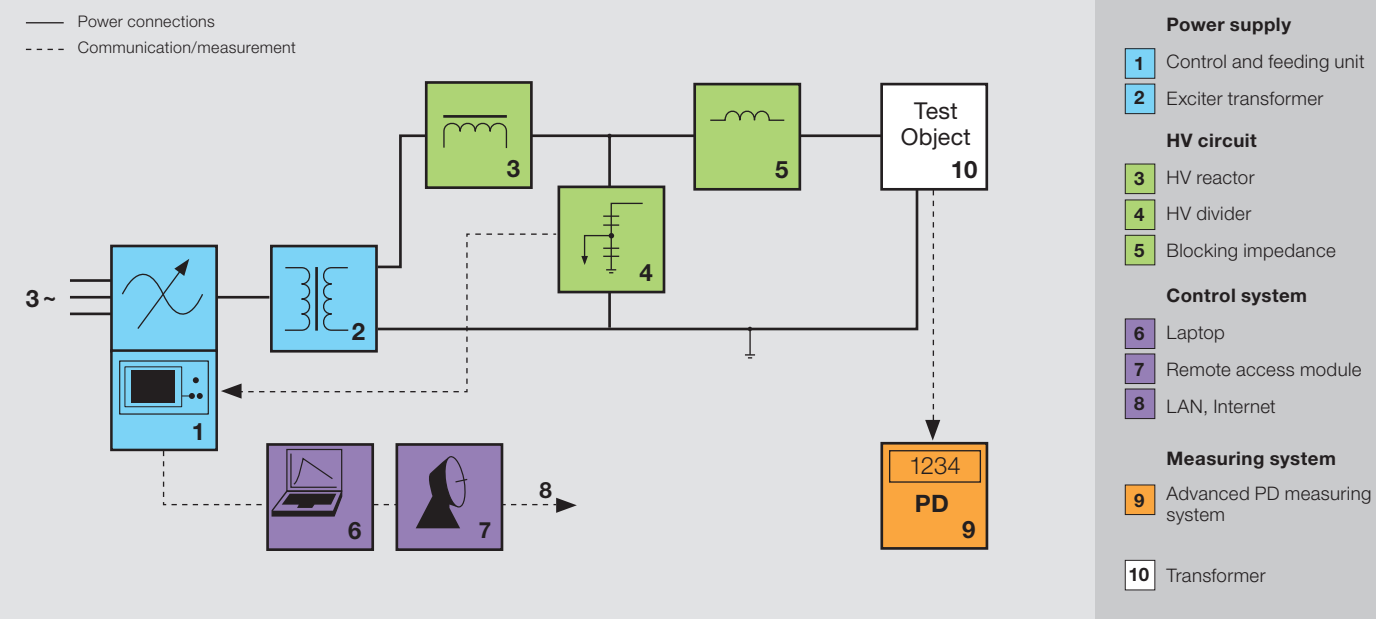 Power connections
Communication/measurement
3
Test
Object
10
5
4
3 ~
2
1
6
7
8
1234
PD
9
Power supply
1 Control and feeding unit
2 Exciter transformer
HV circuit
3 HV reactor
4 HV divider
5 Blocking impedance
Control system
6 Laptop
7 Remote access module
8 LAN, Internet
Measuring system
9 Advanced PD measuring
system
10 Transformer